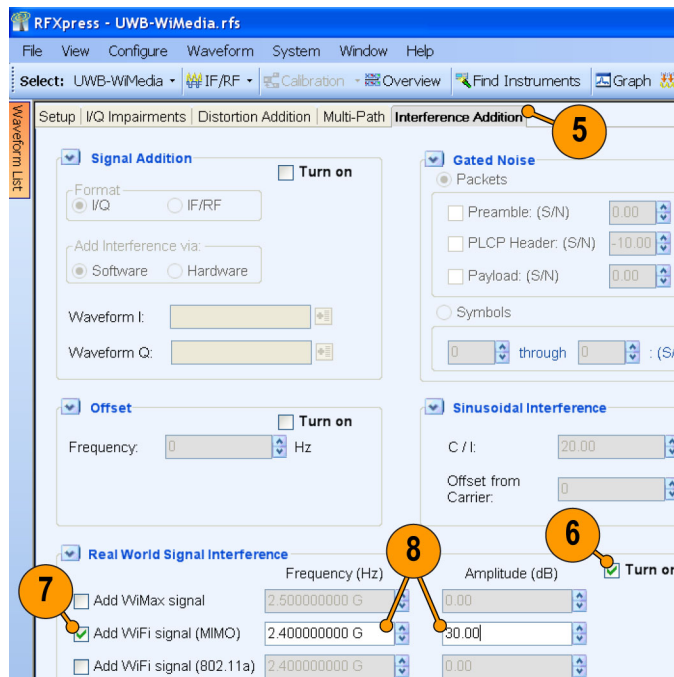 RFXpress - UWB-WiMedia.rfs
File View Configure Waveform System Window Help
Select: UWB-WiMedia IF/RF Calibration Overview Find Instruments Graph
Waveform List
Setup I/Q Impairments Distortion Addition Multi-Path Interference Addition
5
Signal Addition
Turn on
Format
I/Q IF/RF
Add Interference via:
Software Hardware
Waveform I:
Waveform Q:
Gated Noise
Packets
Preamble: (S/N) 0.00
PLCP Header: (S/N) -10.00
Payload: (S/N) 0.00
Symbols
0 through 0 : (S/
Offset
Turn on
Frequency: 0 Hz
Sinusoidal Interference
C / I: 20.00
Offset from
Carrier: 0
6
Real World Signal Interference
8
Turn on
Frequency (Hz) Amplitude (dB)
7
Add WiMax signal 2.500000000 G 0.00
Add WiFi signal (MIMO) 2.400000000 G 30.00
Add WiFi signal (802.11a) 2.400000000 G 0.00